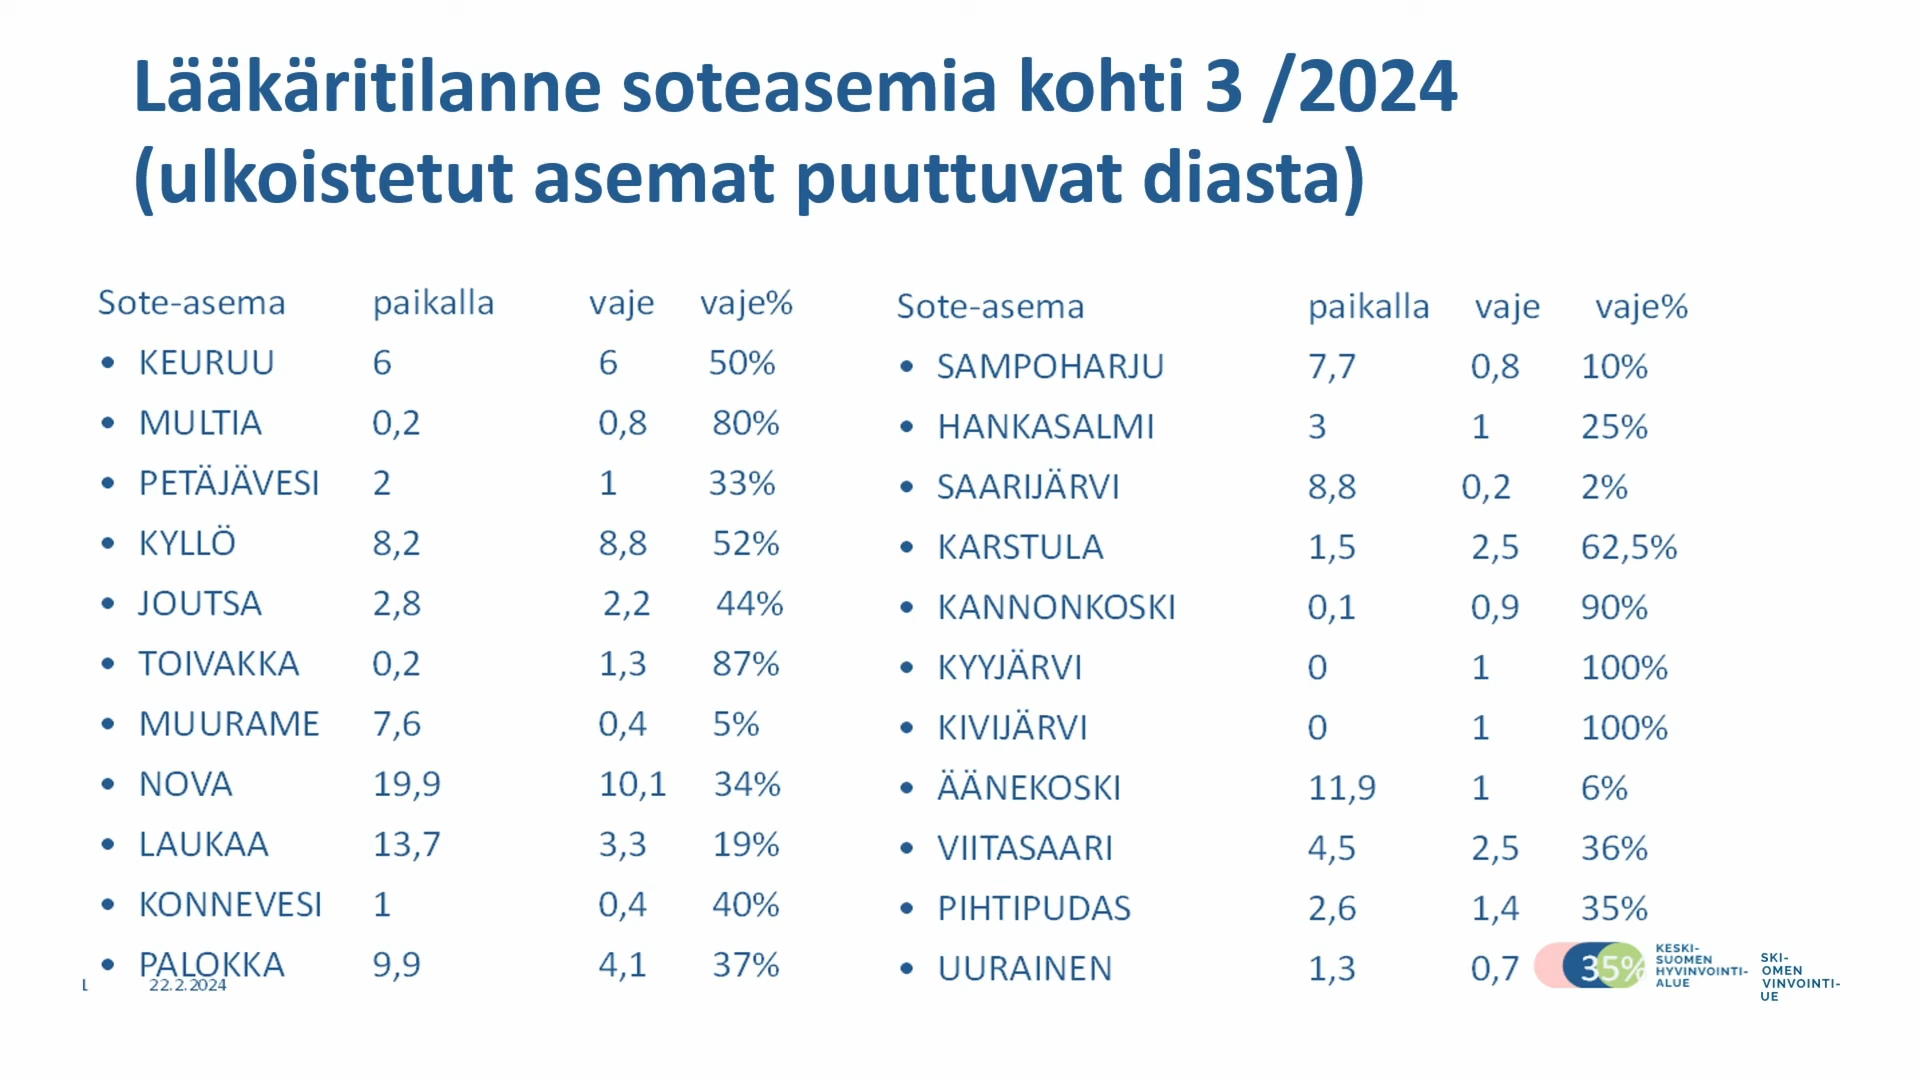 Lääkäritilanne soteasemia kohti 3 /2024
(ulkoistetut asemat puuttuvat diasta)
Sote-asema paikalla vaje vaje%
• KEURUU 6 6 50%
• MULTIA 0,2 0,8 80%
• PETÄJÄVESI 2 1 33%
• KYLLÖ 8,2 8,8 52%
• JOUTSA 2,8 2,2 44%
• TOIVAKKA 0,2 1,3 87%
• MUURAME 7,6 0,4 5%
• NOVA 19,9 10,1 34%
• LAUKAA 13,7 3,3 19%
• KONNEVESI 1 0,4 40%
• PALOKKA 9,9 4,1 37%
Sote-asema paikalla vaje vaje%
• SAMPOHARJU 7,7 0,8 10%
• HANKASALMI 3 1 25%
• SAARIJÄRVI 8,8 0,2 2%
• KARSTULA 1,5 2,5 62,5%
• KANNONKOSKI 0,1 0,9 90%
• KYYJÄRVI 0 1 100%
• KIVIJÄRVI 0 1 100%
• ÄÄNEKOSKI 11,9 1 6%
• VIITASAARI 4,5 2,5 36%
• PIHTIPUDAS 2,6 1,4 35%
• UURAINEN 1,3 0,7 35%
22.2.2024
KESKI-
SUOMEN
HYVINVOINTI-
ALUE
SKI-
OMEN
VINVOINTI-
UE